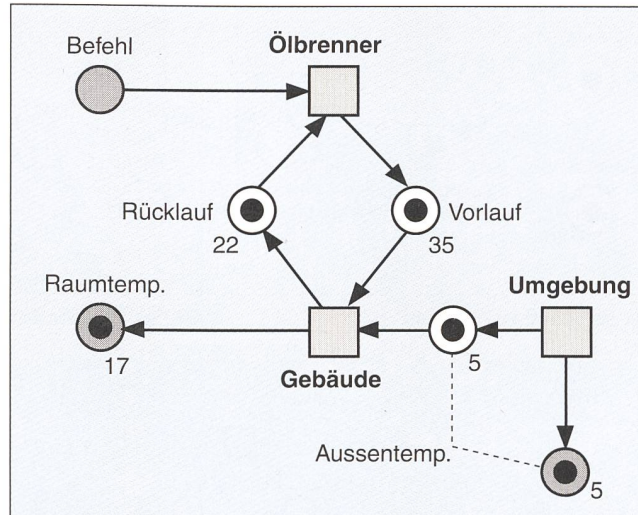 Befehl
Ölbrenner
Rücklauf
22
Vorlauf
35
Raumtemp.
17
Gebäude
5
Umgebung
Aussentemp.
5